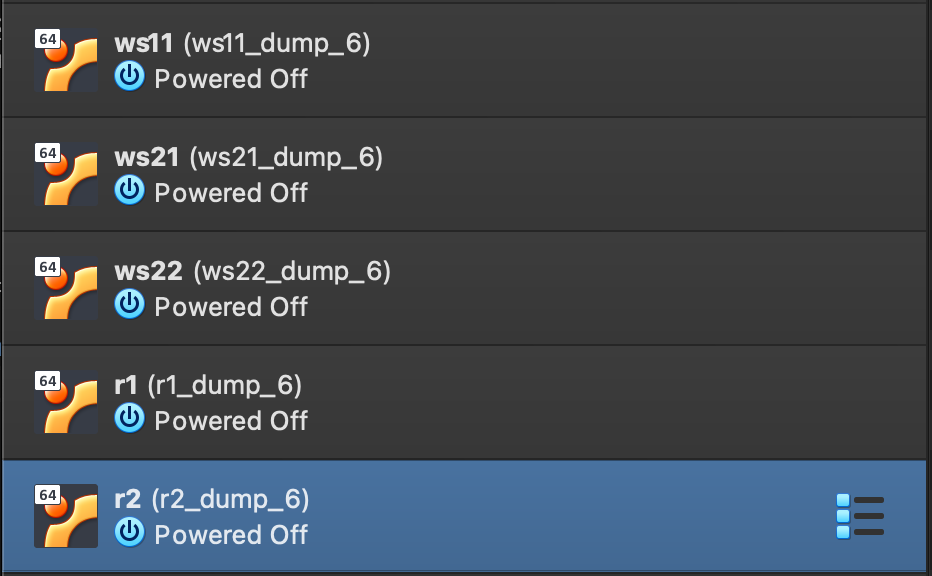 64
ws11 (ws11_dump_6)
Powered Off
64
ws21 (ws21_dump_6)
Powered Off
64
ws22 (ws22_dump_6)
Powered Off
64
r1 (r1_dump_6)
Powered Off
64
r2 (r2_dump_6)
Powered Off